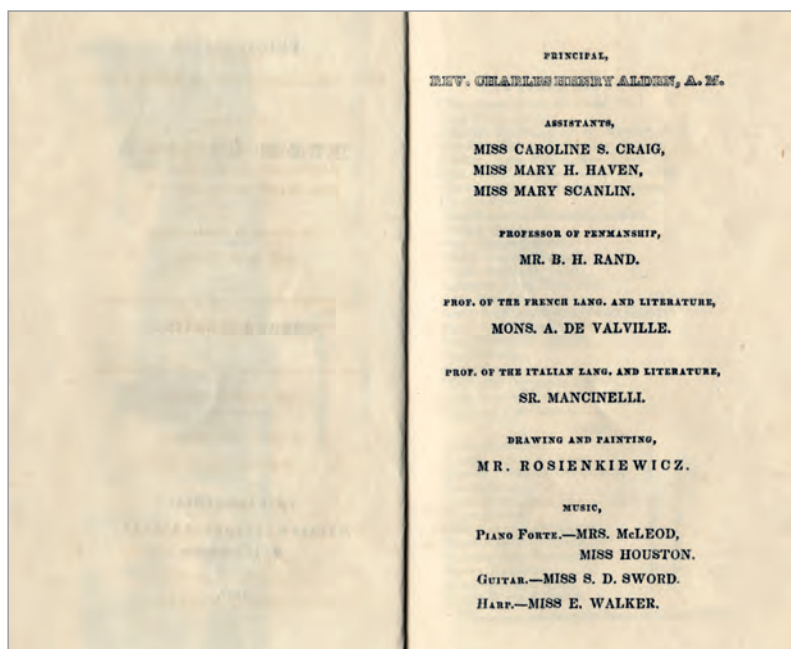 PRINCIPAL,
REV. CHARLES HENRY ALDEN, A. M.
ASSISTANTS,
MISS CAROLINE S. CRAIG,
MISS MARY H. HAVEN,
MISS MARY SCANLIN.
PROFESSOR OF PENMANSHIP,
MR. B. H. RAND.
PROF. OF THE FRENCH LANG. AND LITERATURE,
MONS. A. DE VALVILLE.
PROF. OF THE ITALIAN LANG. AND LITERATURE,
SR. MANCINELLI.
DRAWING AND PAINTING,
MR. ROSIENKIEWICZ.
MUSIC,
PIANO FORTE.—MRS. McLEOD,
MISS HOUSTON.
GUITAR.—MISS S. D. SWORD.
HARP.—MISS E. WALKER.